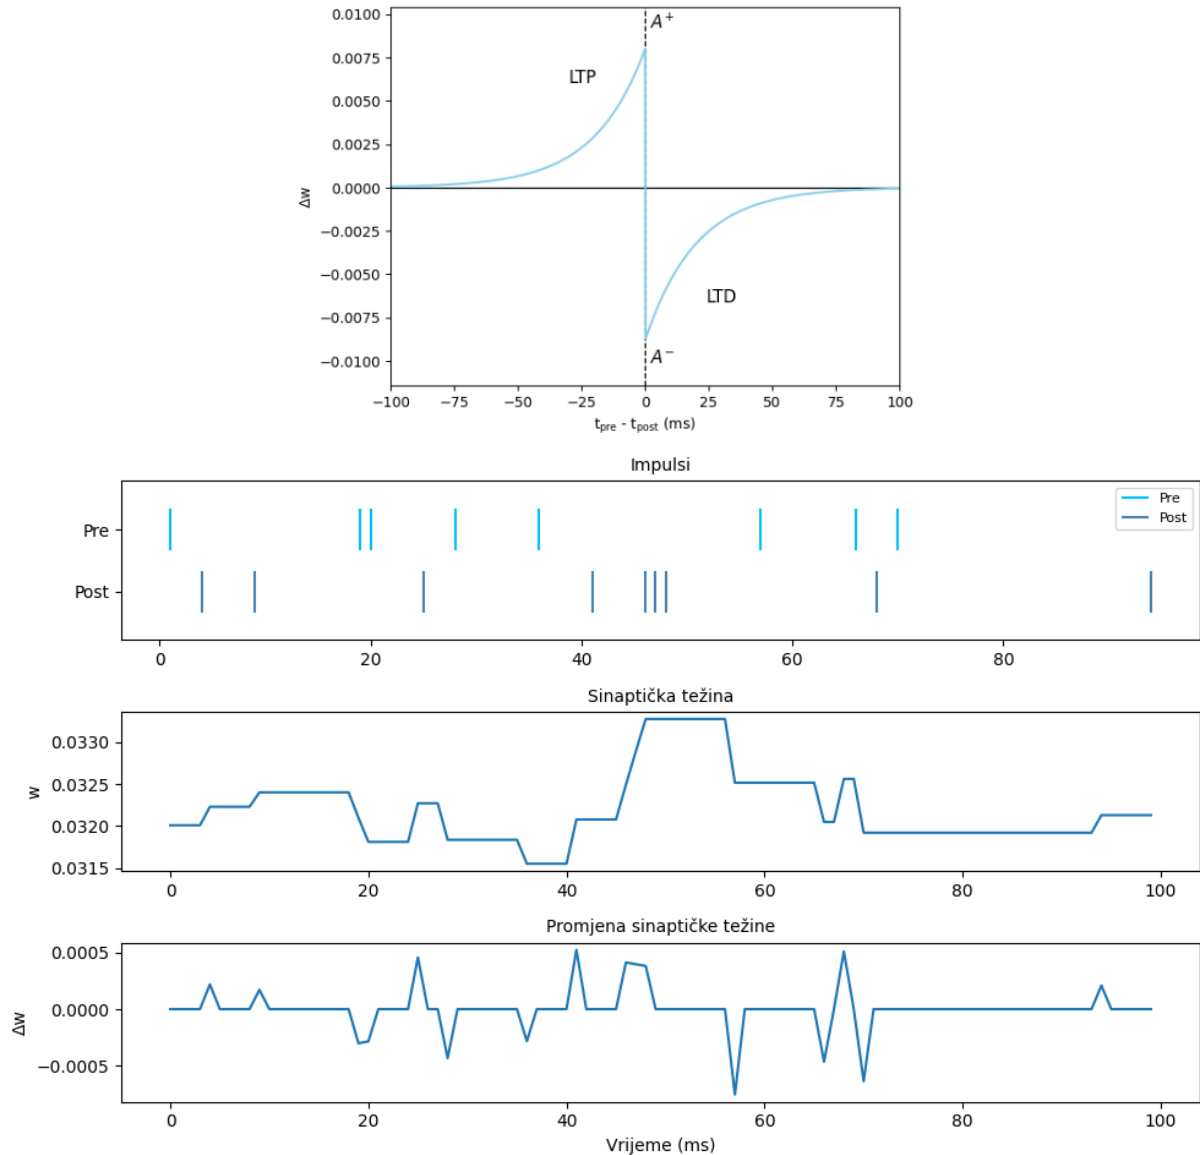 0.0100
0.0075
0.0050
0.0025
0.0000
−0.0025
−0.0050
−0.0075
−0.0100
Δw
A⁺
LTP
LTD
A⁻
−100 −75 −50 −25 0 25 50 75 100
t_pre - t_post (ms)
Impulsi
Pre
Post
Pre
Post
0 20 40 60 80
Sinaptička težina
0.0330
0.0325
0.0320
0.0315
w
0 20 40 60 80 100
Promjena sinaptičke težine
0.0005
0.0000
−0.0005
Δw
0 20 40 60 80 100
Vrijeme (ms)